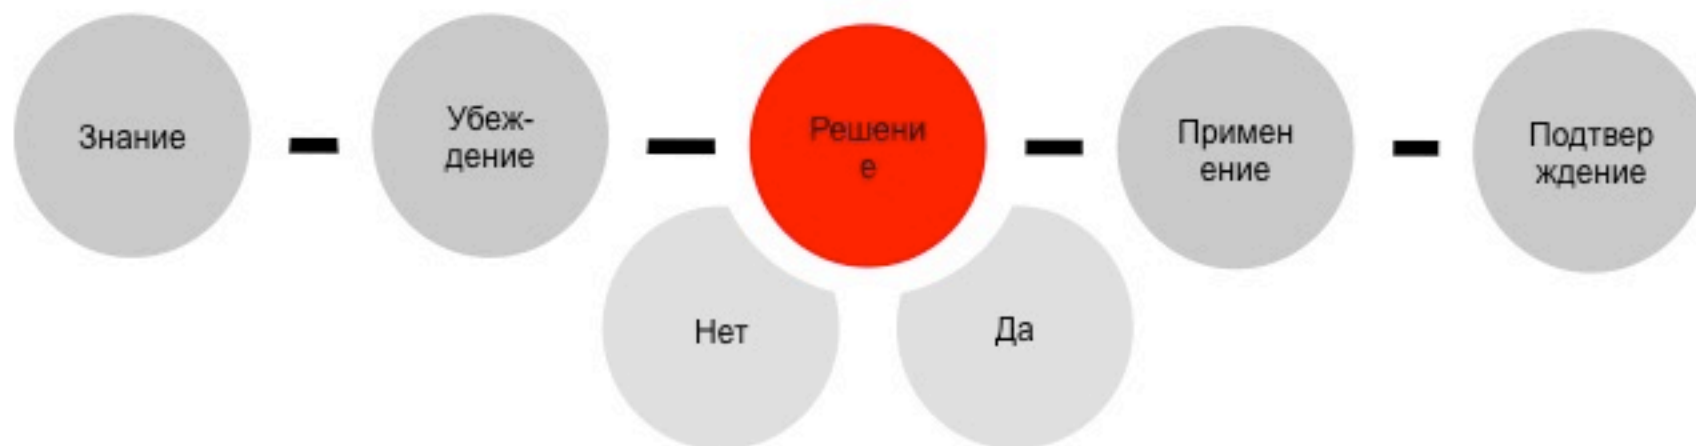 Знание
Убеж-
дение
Решени
е
Примен
ение
Подтвер
ждение
Нет
Да